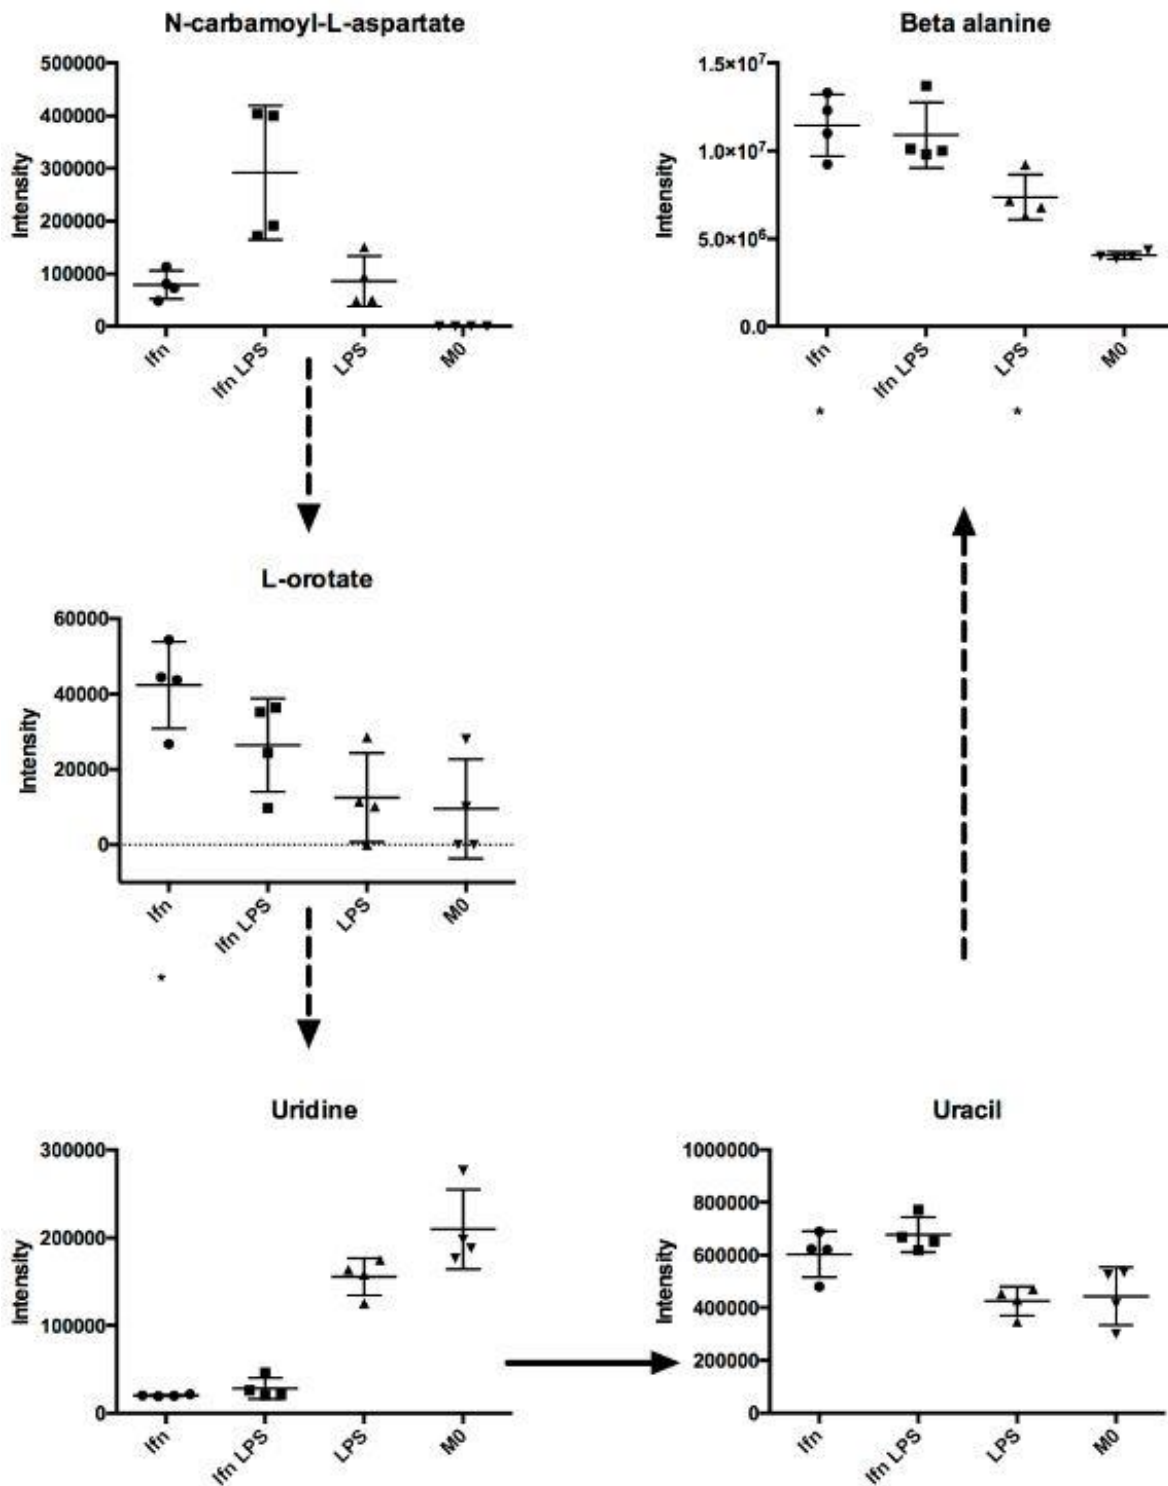 N-carbamoyl-L-aspartate
Intensity
500000
400000
300000
200000
100000
0
Ifn
Ifn LPS
LPS
M0
Beta alanine
Intensity
1.5×10⁷
1.0×10⁷
5.0×10⁶
0.0
Ifn
Ifn LPS
LPS
M0
*
*
L-orotate
Intensity
60000
40000
20000
0
Ifn
Ifn LPS
LPS
M0
*
Uridine
Intensity
300000
200000
100000
0
Ifn
Ifn LPS
LPS
M0
Uracil
Intensity
1000000
800000
600000
400000
200000
0
Ifn
Ifn LPS
LPS
M0